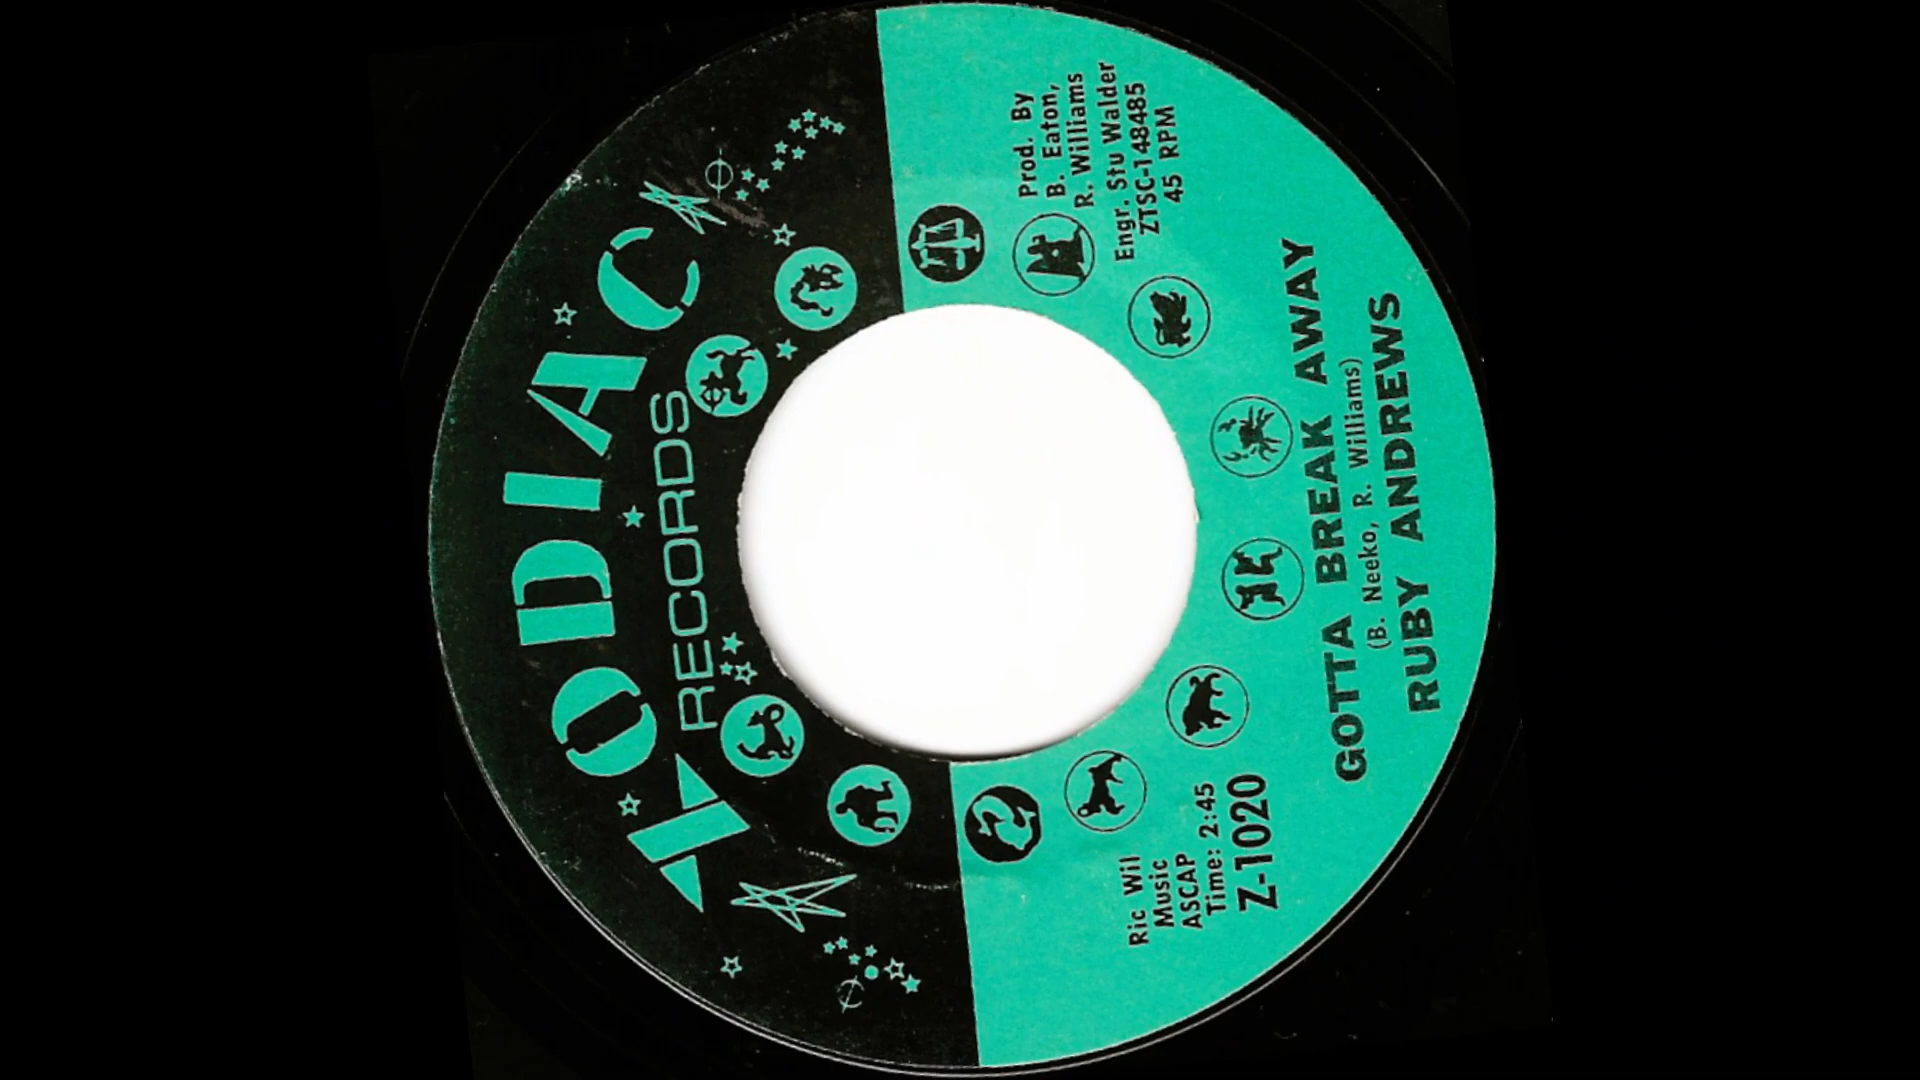 ZODIAC
RECORDS
Ric Wil
Music
ASCAP
Time: 2:45
Z-1020
Prod. By
B. Eaton,
R. Williams
Engr. Stu Walder
ZTSC-148485
45 RPM
GOTTA BREAK AWAY
(B. Neeko, R. Williams)
RUBY ANDREWS